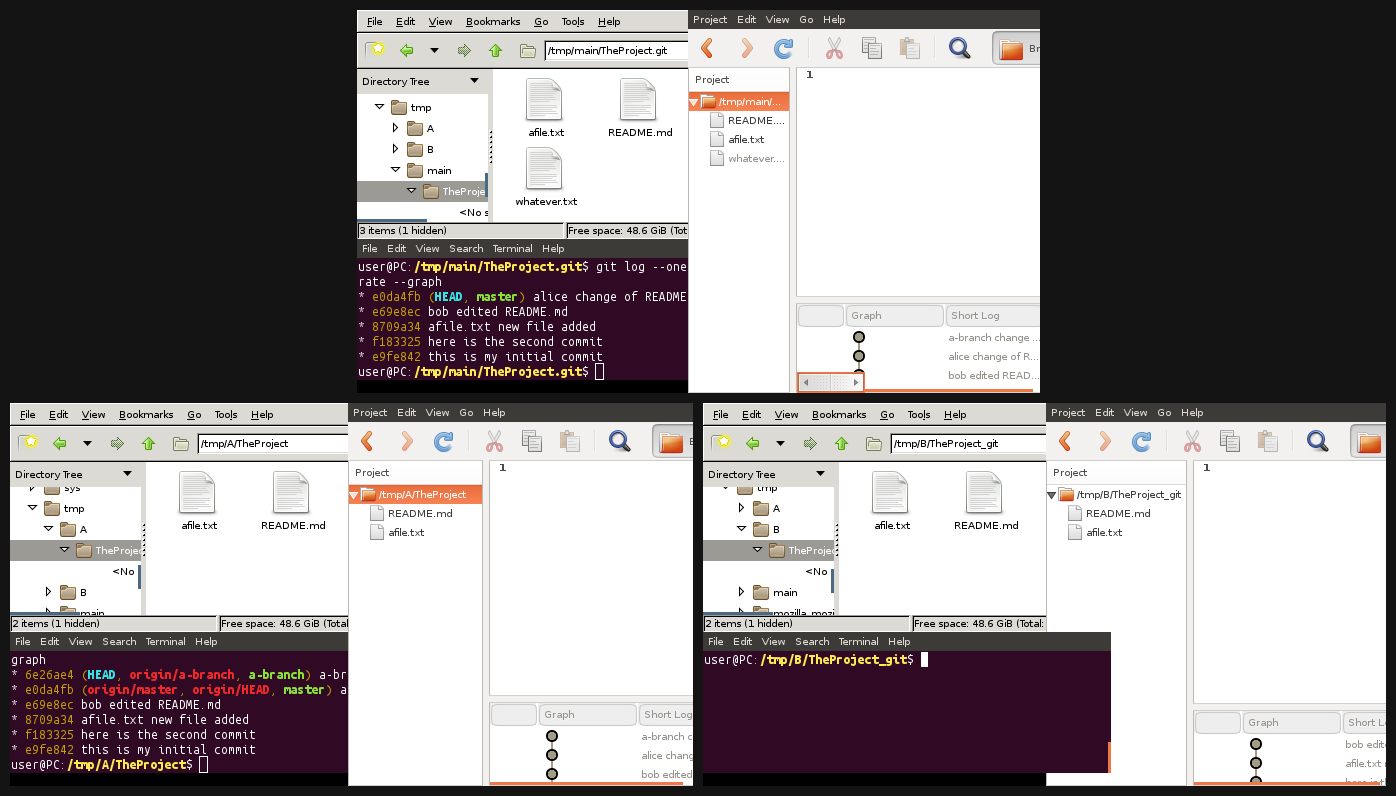 File Edit View Bookmarks Go Tools Help
/tmp/main/TheProject.git
Directory Tree
tmp
A
B
main
TheProje
<No s
afile.txt
README.md
whatever.txt
3 items (1 hidden)
Free space: 48.6 GiB (Tot
File Edit View Search Terminal Help
user@PC:/tmp/main/TheProject.git$ git log --one
rate --graph
* e0da4fb (HEAD, master) alice change of README
* e69e8ec bob edited README.md
* 8709a34 afile.txt new file added
* f183325 here is the second commit
* e9fe842 this is my initial commit
user@PC:/tmp/main/TheProject.git$
Project Edit View Go Help
Br
Project
/tmp/main/...
README....
afile.txt
whatever....
1
Graph Short Log
a-branch change ...
alice change of R...
bob edited READ...
File Edit View Bookmarks Go Tools Help
/tmp/A/TheProject
Directory Tree
sys
tmp
A
TheProjec
<No
B
main
afile.txt
README.md
2 items (1 hidden)
Free space: 48.6 GiB (Total
File Edit View Search Terminal Help
graph
* 6e26ae4 (HEAD, origin/a-branch, a-branch) a-br
* e0da4fb (origin/master, origin/HEAD, master) a
* e69e8ec bob edited README.md
* 8709a34 afile.txt new file added
* f183325 here is the second commit
* e9fe842 this is my initial commit
user@PC:/tmp/A/TheProject$
Project Edit View Go Help
Project
/tmp/A/TheProject
README.md
afile.txt
1
Graph Short Log
a-branch c
alice chang
bob edited
File Edit View Bookmarks Go Tools Help
/tmp/B/TheProject_git
Directory Tree
tmp
A
B
TheProjec
<No
main
mozilla_mozi
afile.txt
README.md
2 items (1 hidden)
Free space: 48.6 GiB (Total:
File Edit View Search Terminal Help
user@PC:/tmp/B/TheProject_git$
Project Edit View Go Help
Project
/tmp/B/TheProject_git
README.md
afile.txt
1
Graph Short L
bob edite
afile.txt n